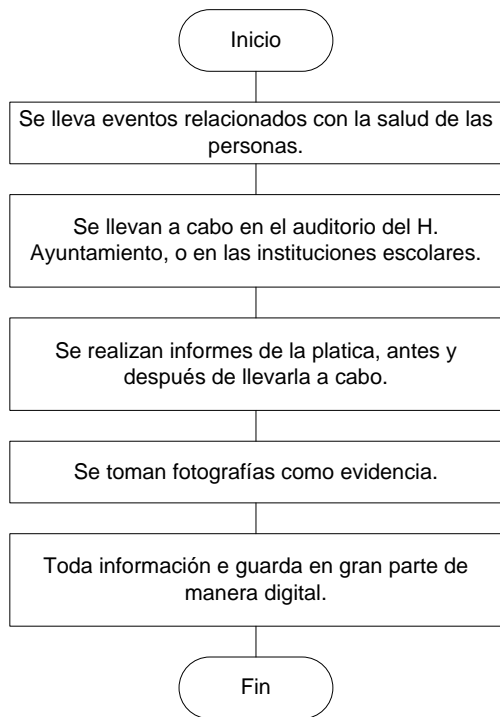 Inicio
Se lleva eventos relacionados con la salud de las
personas.
Se llevan a cabo en el auditorio del H.
Ayuntamiento, o en las instituciones escolares.
Se realizan informes de la platica, antes y
después de llevarla a cabo.
Se toman fotografías como evidencia.
Toda información e guarda en gran parte de
manera digital.
Fin